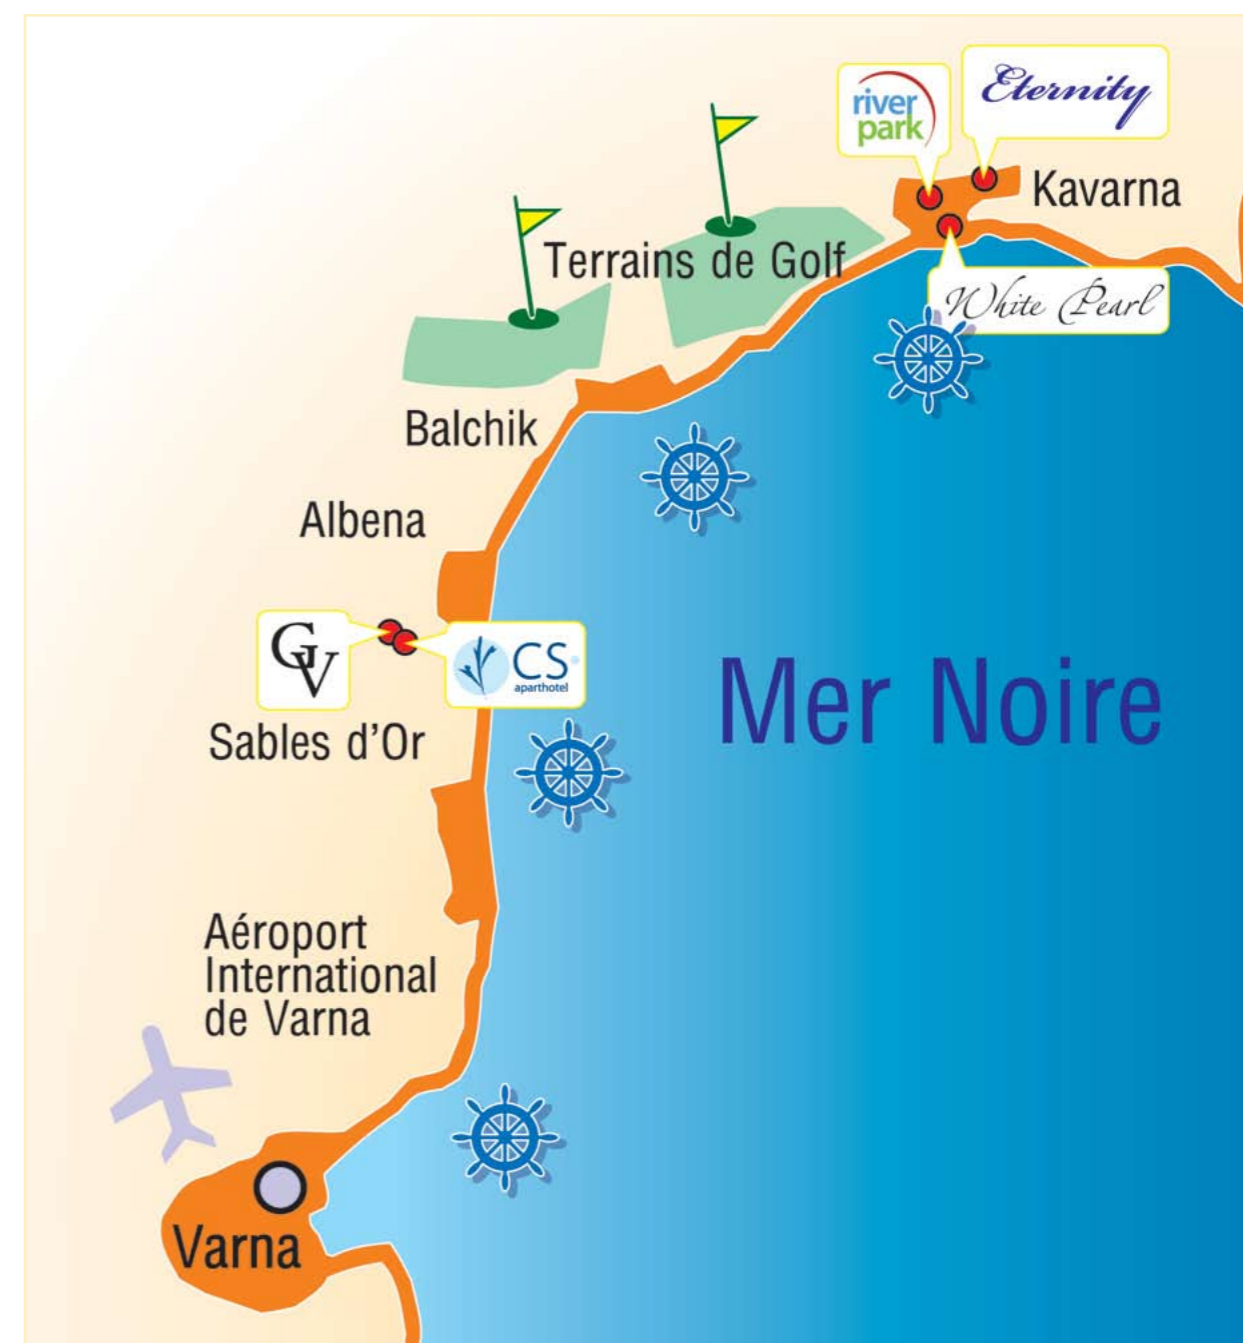 river
park
Eternity
Kavarna
Terrains de Golf
White Pearl
Balchik
Albena
GV
CS
aparthotel
Mer Noire
Sables d’Or
Aéroport
International
de Varna
Varna